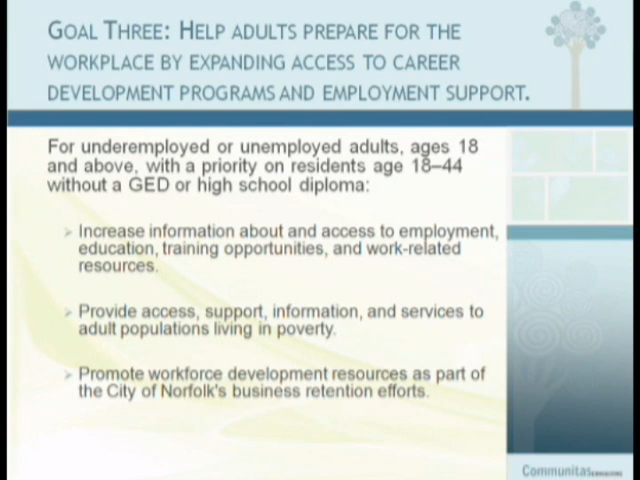 GOAL THREE: HELP ADULTS PREPARE FOR THE
WORKPLACE BY EXPANDING ACCESS TO CAREER
DEVELOPMENT PROGRAMS AND EMPLOYMENT SUPPORT.
For underemployed or unemployed adults, ages 18
and above, with a priority on residents age 18–44
without a GED or high school diploma:
Increase information about and access to employment,
education, training opportunities, and work-related
resources.
Provide access, support, information, and services to
adult populations living in poverty.
Promote workforce development resources as part of
the City of Norfolk's business retention efforts.
Communitas